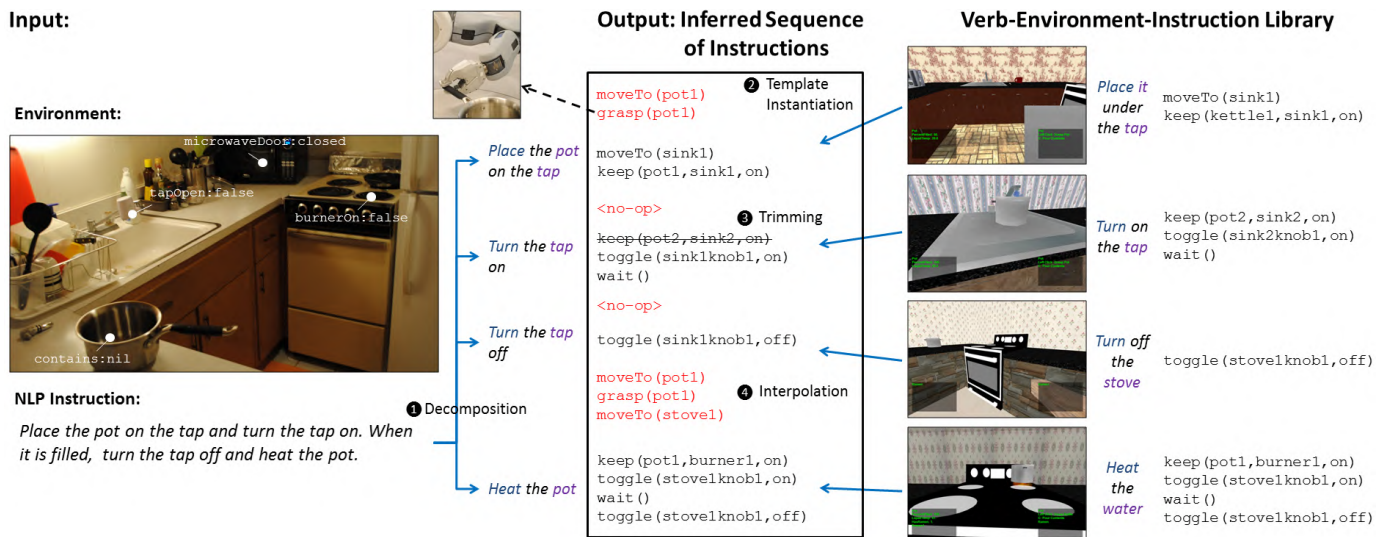 Input:
Environment:
microwaveDoor:closed
tapOpen:false
burnerOn:false
contains:nil
NLP Instruction:
Place the pot on the tap and turn the tap on. When
it is filled, turn the tap off and heat the pot.
❶ Decomposition
Place the pot
on the tap
Turn the tap
on
Turn the tap
off
Heat the pot
Output: Inferred Sequence
of Instructions
moveTo(pot1)
grasp(pot1)
❷ Template
Instantiation
moveTo(sink1)
keep(pot1,sink1,on)
<no-op>
❸ Trimming
keep(pot2,sink2,on)
toggle(sink1knob1,on)
wait()
<no-op>
toggle(sink1knob1,off)
moveTo(pot1)
grasp(pot1)
moveTo(stove1)
❹ Interpolation
keep(pot1,burner1,on)
toggle(stove1knob1,on)
wait()
toggle(stove1knob1,off)
Verb-Environment-Instruction Library
Place it
under
the tap
moveTo(sink1)
keep(kettle1,sink1,on)
Turn on
the tap
keep(pot2,sink2,on)
toggle(sink2knob1,on)
wait()
Turn off
the
stove
toggle(stove1knob1,off)
Heat
the
water
keep(pot1,burner1,on)
toggle(stove1knob1,on)
wait()
toggle(stove1knob1,off)